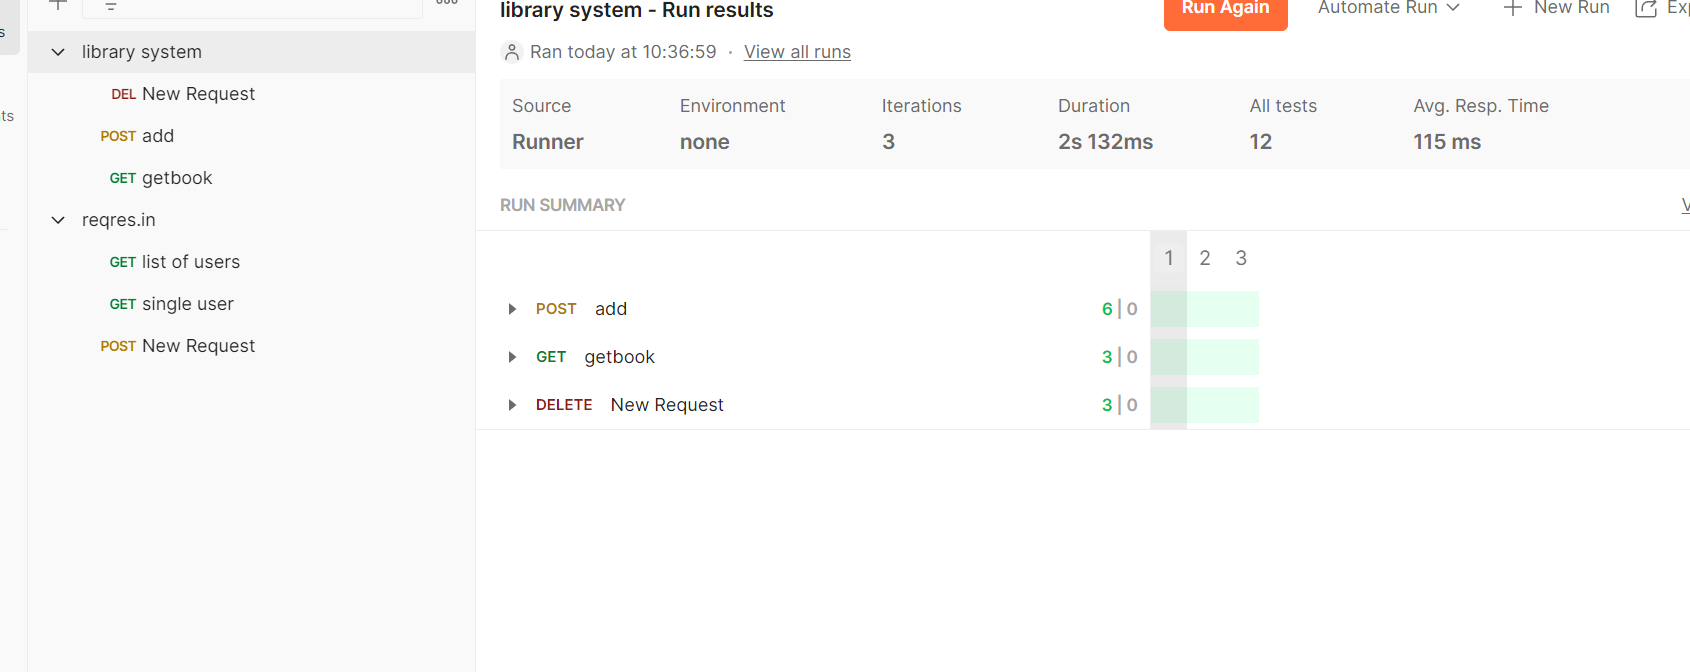 s
ts
library system
DEL New Request
POST add
GET getbook
reqres.in
GET list of users
GET single user
POST New Request
library system - Run results
Run Again
Automate Run
New Run
Ran today at 10:36:59 · View all runs
Source Environment Iterations Duration All tests Avg. Resp. Time
Runner none 3 2s 132ms 12 115 ms
RUN SUMMARY
1 2 3
POST add 6 | 0
GET getbook 3 | 0
DELETE New Request 3 | 0